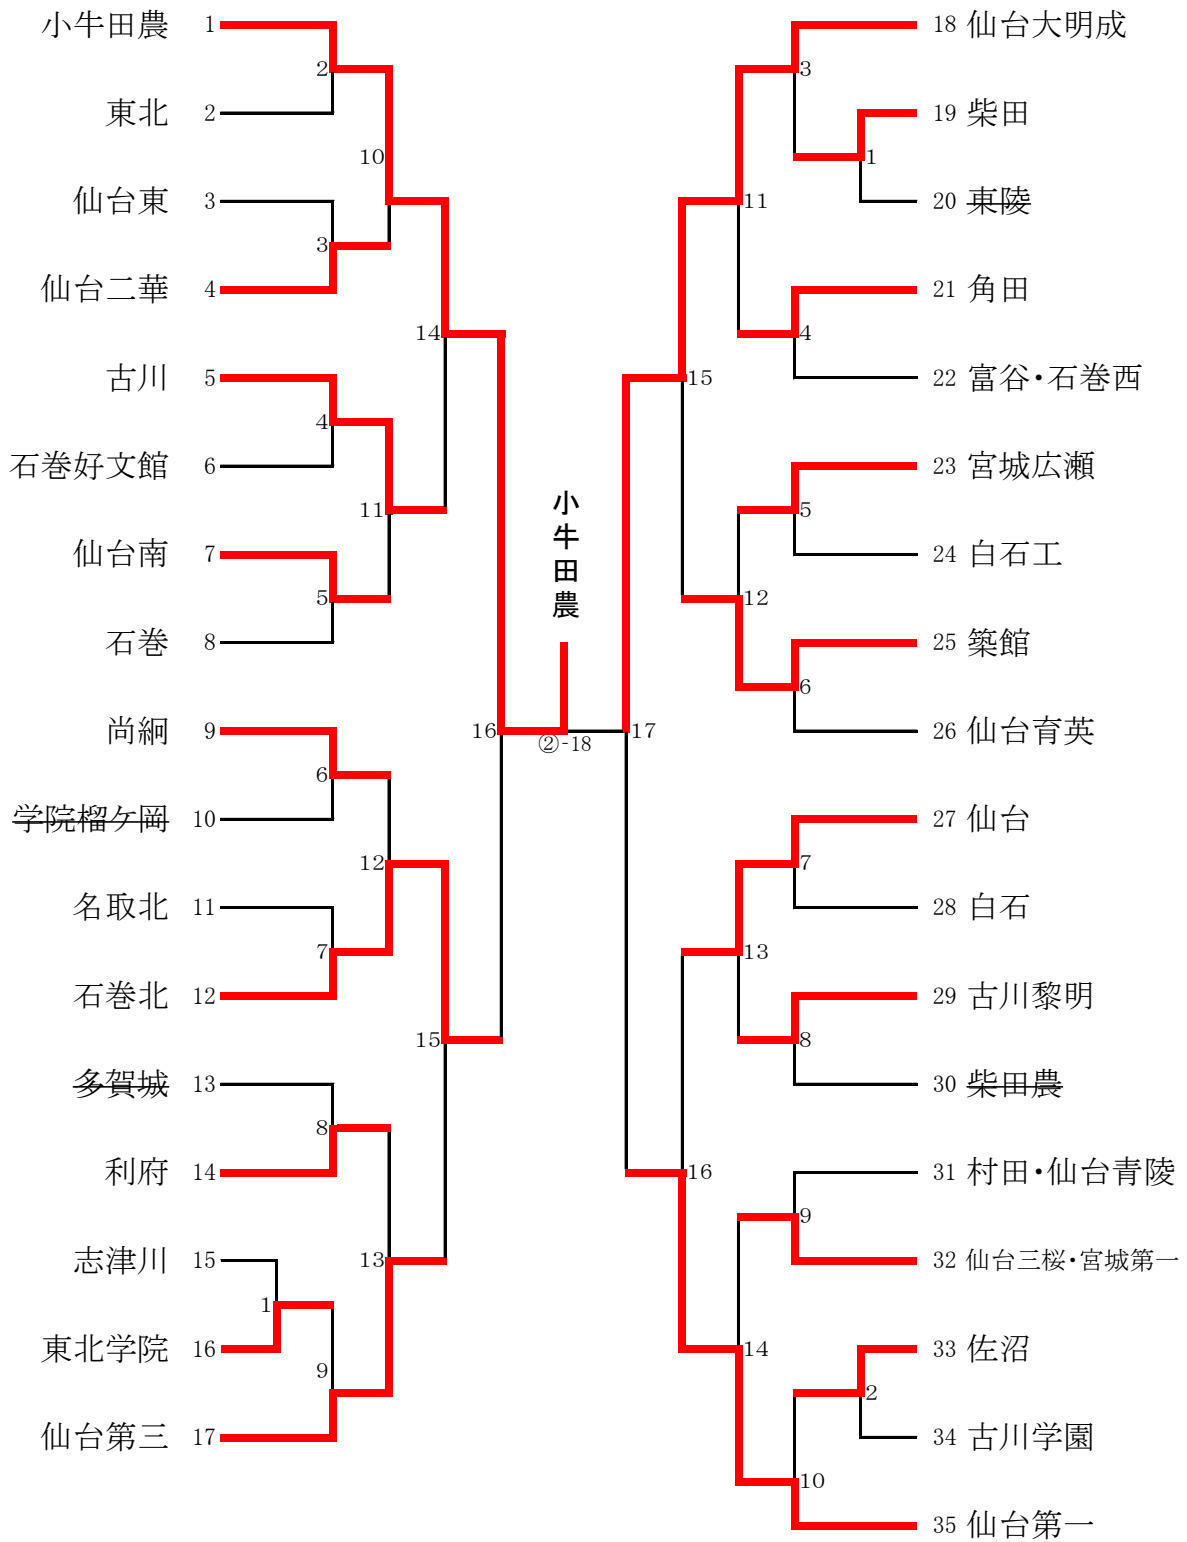 小牛田農 1
2
東北 2
10
仙台東 3
3
仙台二華 4
14
古川 5
4
石巻好文館 6
11
仙台南 7
5
石巻 8
尚絅 9
6
学院榴ケ岡 10
12
名取北 11
7
石巻北 12
15
多賀城 13
8
利府 14
志津川 15
13
1
東北学院 16
9
仙台第三 17
16
小牛田農
②-18
17
18 仙台大明成
3
19 柴田
1
20 東陵
11
21 角田
4
22 富谷・石巻西
15
23 宮城広瀬
5
24 白石工
12
25 築館
6
26 仙台育英
27 仙台
7
28 白石
13
29 古川黎明
8
30 柴田農
16
31 村田・仙台青陵
9
32 仙台三桜・宮城第一
14
33 佐沼
2
34 古川学園
10
35 仙台第一